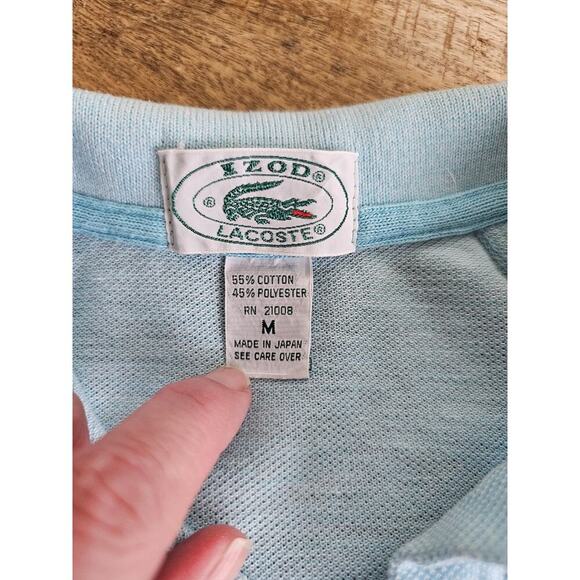 IZOD®
® ®
LACOSTE®
55% COTTON
45% POLYESTER
RN 21008
M
MADE IN JAPAN
SEE CARE OVER